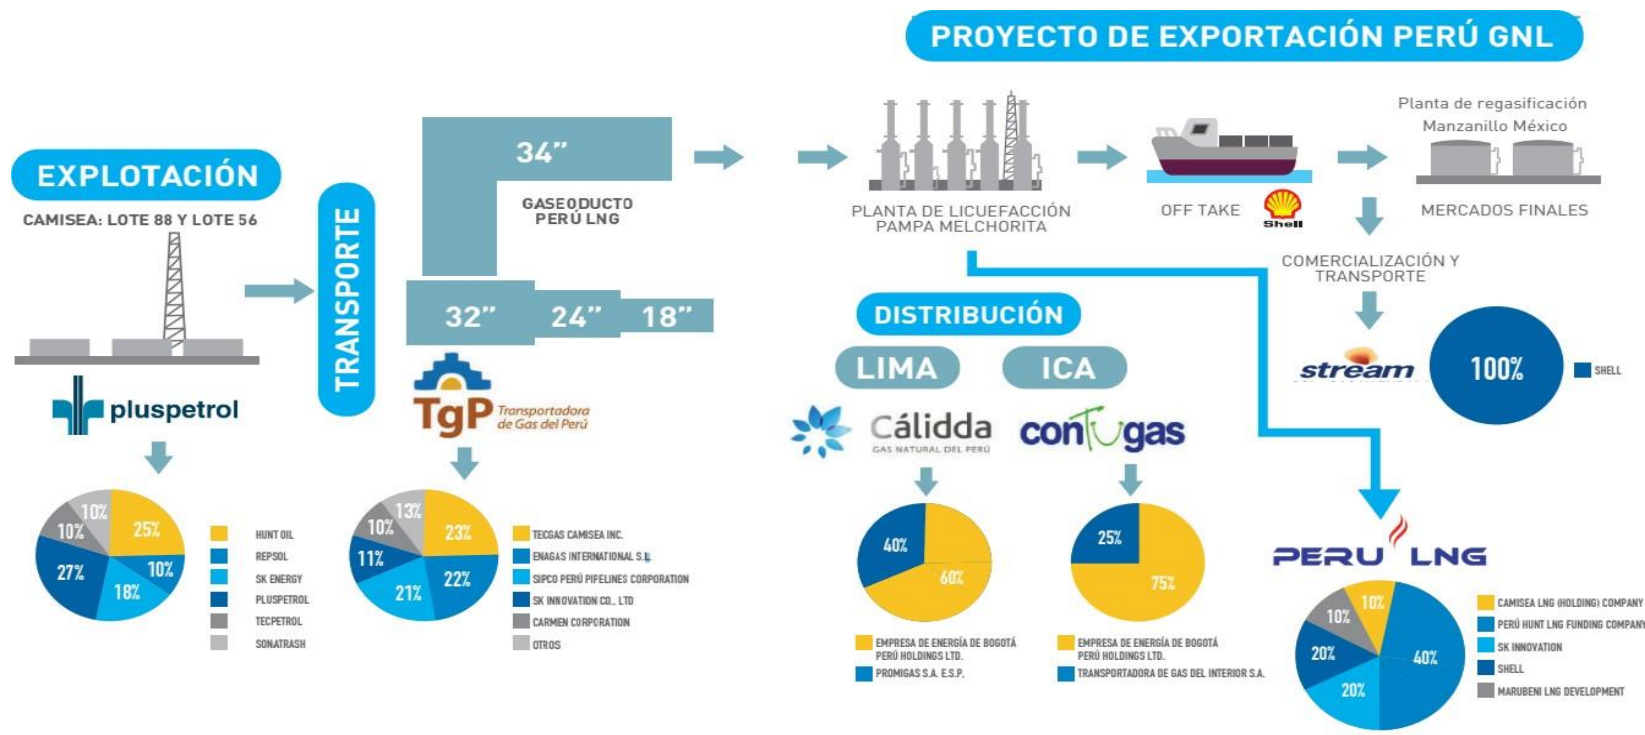 PROYECTO DE EXPORTACIÓN PERÚ GNL
EXPLOTACIÓN
CAMISEA: LOTE 88 Y LOTE 56
pluspetrol
25%
10%
18%
27%
10%
10%
HUNT OIL
REPSOL
SK ENERGY
PLUSPETROL
TECPETROL
SONATRASH
TRANSPORTE
34”
GASEODUCTO
PERÚ LNG
32”
24”
18”
TgP Transportadora
de Gas del Perú
23%
22%
21%
11%
10%
13%
TECGAS CAMISEA INC.
ENAGAS INTERNATIONAL S.L
SIPCO PERÚ PIPELINES CORPORATION
SK INNOVATION CO., LTD
CARMEN CORPORATION
OTROS
PLANTA DE LICUEFACCIÓN
PAMPA MELCHORITA
OFF TAKE
Shell
Planta de regasificación
Manzanillo México
MERCADOS FINALES
COMERCIALIZACIÓN Y
TRANSPORTE
stream
100%
SHELL
DISTRIBUCIÓN
LIMA
Cálidda
GAS NATURAL DEL PERÚ
40%
60%
EMPRESA DE ENERGÍA DE BOGOTÁ
PERÚ HOLDINGS LTD.
PROMIGAS S.A. E.S.P.
ICA
conTugas
25%
75%
EMPRESA DE ENERGÍA DE BOGOTÁ
PERÚ HOLDINGS LTD.
TRANSPORTADORA DE GAS DEL INTERIOR S.A.
PERU LNG
10%
40%
20%
20%
10%
CAMISEA LNG (HOLDING) COMPANY
PERÚ HUNT LNG FUNDING COMPANY
SK INNOVATION
SHELL
MARUBENI LNG DEVELOPMENT